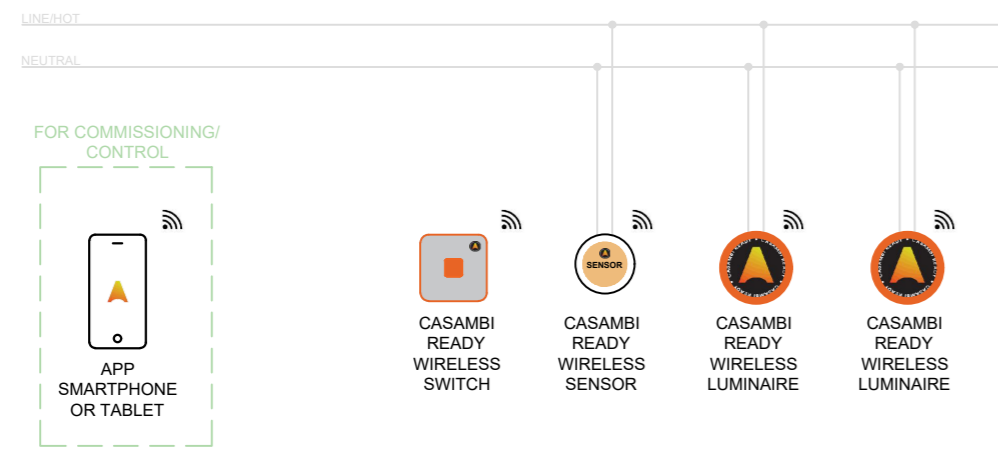 LINE/HOT
NEUTRAL
FOR COMMISSIONING/
CONTROL
APP
SMARTPHONE
OR TABLET
CASAMBI
READY
WIRELESS
SWITCH
SENSOR
CASAMBI
READY
WIRELESS
SENSOR
CASAMBI
READY
WIRELESS
LUMINAIRE
CASAMBI
READY
WIRELESS
LUMINAIRE